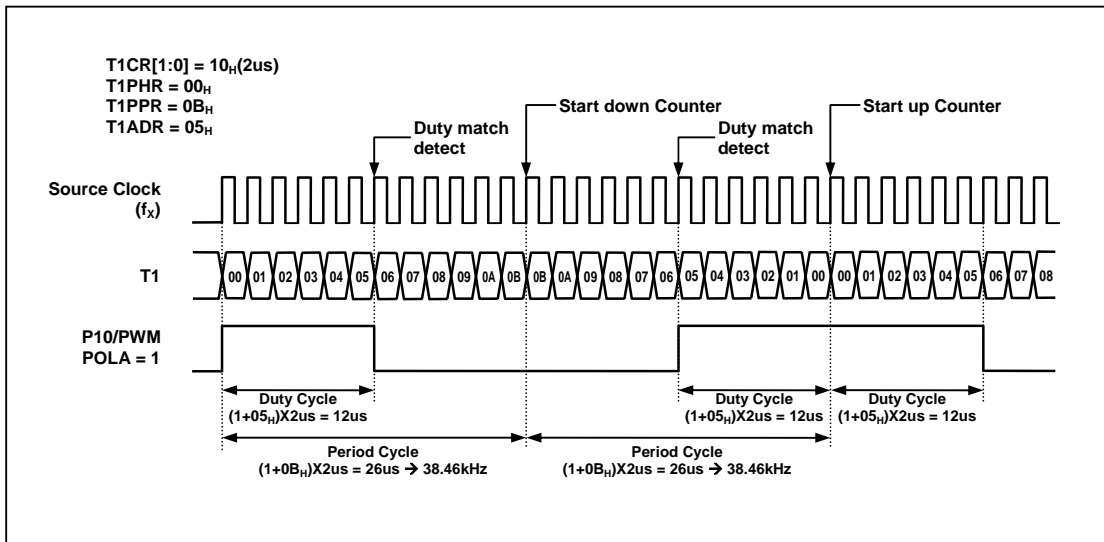 T1CR[1:0] = 10H(2us)
T1PHR = 00H
T1PPR = 0BH
T1ADR = 05H
Duty match
detect
Start down Counter
Duty match
detect
Start up Counter
Source Clock
(fX)
T1
00 01 02 03 04 05 06 07 08 09 0A 0B 0B 0A 09 08 07 06 05 04 03 02 01 00 00 01 02 03 04 05 06 07 08
P10/PWM
POLA = 1
Duty Cycle
(1+05H)X2us = 12us
Duty Cycle
(1+05H)X2us = 12us
Duty Cycle
(1+05H)X2us = 12us
Period Cycle
(1+0BH)X2us = 26us → 38.46kHz
Period Cycle
(1+0BH)X2us = 26us → 38.46kHz